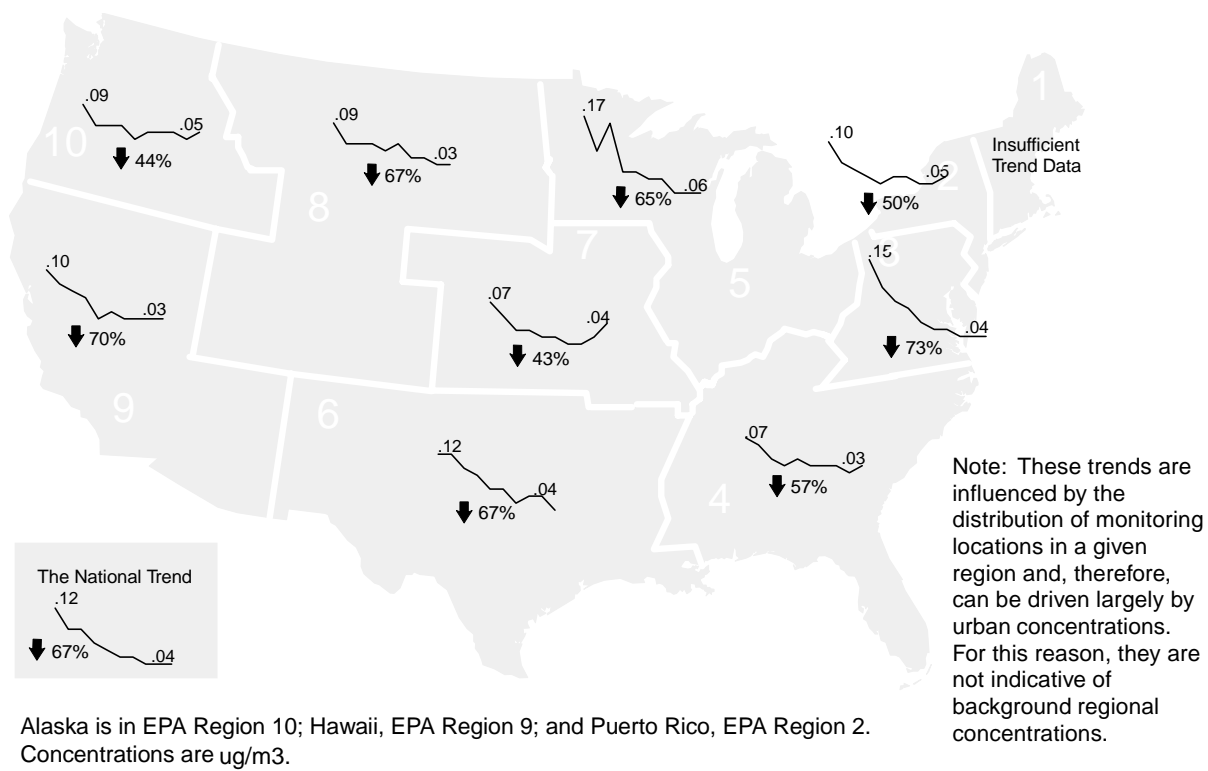 .09
.05
10
44%
.09
.03
67%
8
.17
.06
65%
7
5
.10
.05
2
50%
1
Insufficient
Trend Data
3
.15
.04
73%
.10
.03
70%
9
.07
.04
43%
6
.12
.04
67%
.07
.03
57%
4
The National Trend
.12
.04
67%
Note: These trends are
influenced by the
distribution of monitoring
locations in a given
region and, therefore,
can be driven largely by
urban concentrations.
For this reason, they are
not indicative of
background regional
concentrations.
Alaska is in EPA Region 10; Hawaii, EPA Region 9; and Puerto Rico, EPA Region 2.
Concentrations are ug/m3.